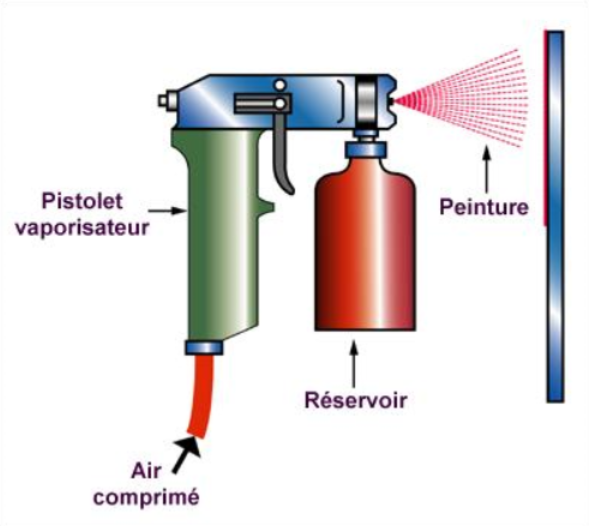 Pistolet
vaporisateur
Peinture
Réservoir
Air
comprimé